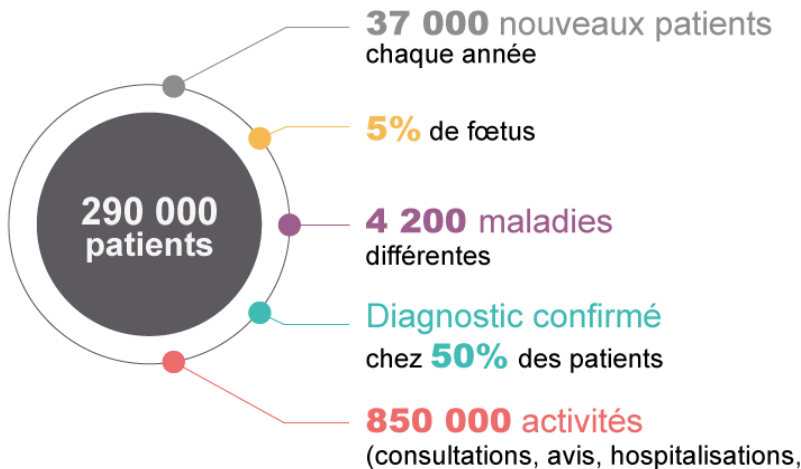 37 000 nouveaux patients
chaque année
5% de fœtus
290 000
patients
4 200 maladies
différentes
Diagnostic confirmé
chez 50% des patients
850 000 activités
(consultations, avis, hospitalisations,